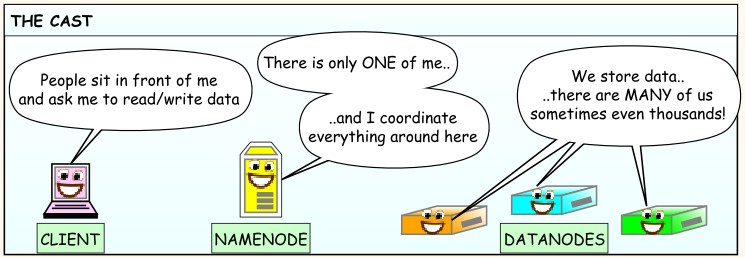 THE CAST
People sit in front of me
and ask me to read/write data
There is only ONE of me..
..and I coordinate
everything around here
We store data..
..there are MANY of us
sometimes even thousands!
CLIENT
NAMENODE
DATANODES